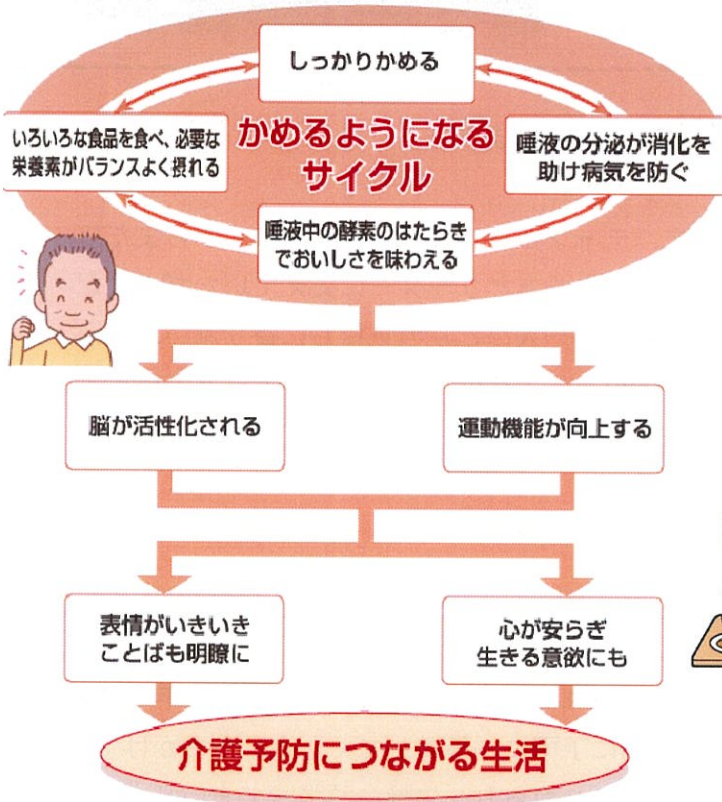 しっかりかめる
いろいろな食品を食べ、必要な
栄養素がバランスよく摂れる
かめるようになる
サイクル
唾液の分泌が消化を
助け病気を防ぐ
唾液中の酵素のはたらき
でおいしさを味わえる
脳が活性化される
運動機能が向上する
表情がいきいき
ことばも明瞭に
心が安らぎ
生きる意欲にも
介護予防につながる生活